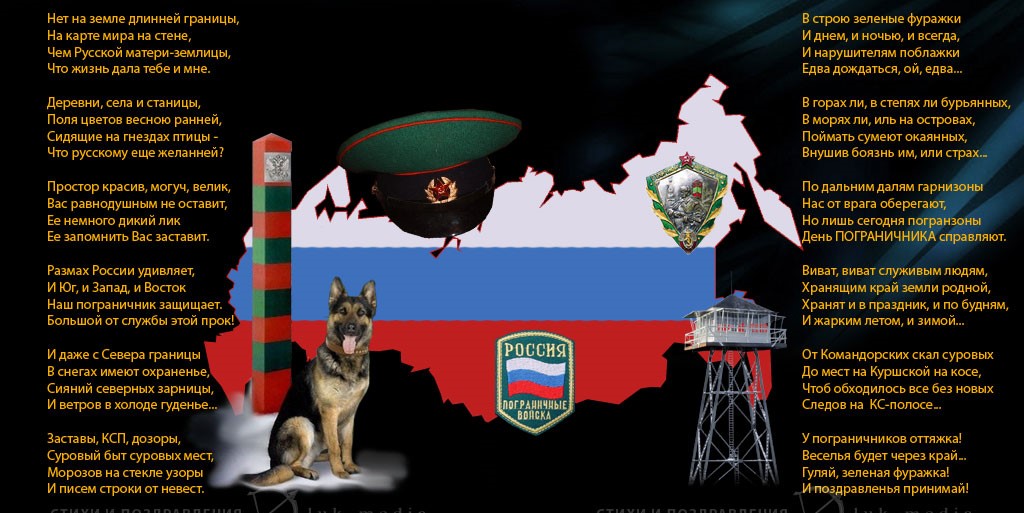 Нет на земле длинней границы,
На карте мира на стене,
Чем Русской матери-землицы,
Что жизнь дала тебе и мне.

Деревни, села и станицы,
Поля цветов весною ранней,
Сидящие на гнездах птицы -
Что русскому еще желанней?

Простор красив, могуч, велик,
Вас равнодушным не оставит,
Ее немного дикий лик
Ее запомнить Вас заставит.

Размах России удивляет,
И Юг, и Запад, и Восток
Наш пограничник защищает.
Большой от службы этой прок!

И даже с Севера границы
В снегах имеют охраненье,
Сияний северных зарницы,
И ветров в холоде гуденье...

Заставы, КСП, дозоры,
Суровый быт суровых мест,
Морозов на стекле узоры
И писем строки от невест.

РОССИЯ
ПОГРАНИЧНЫЕ
ВОЙСКА

В строю зеленые фуражки
И днем, и ночью, и всегда,
И нарушителям поблажки
Едва дождаться, ой, едва...

В горах ли, в степях ли бурьянных,
В морях ли, иль на островах,
Поймать сумеют окаянных,
Внушив боязнь им, или страх...

По дальним далям гарнизоны
Нас от врага оберегают,
Но лишь сегодня погранзоны
День ПОГРАНИЧНИКА справляют.

Виват, виват служивым людям,
Хранящим край земли родной,
Хранят и в праздник, и по будням,
И жарким летом, и зимой...

От Командорских скал суровых
До мест на Куршской на косе,
Чтоб обходилось все без новых
Следов на КС-полосе...

У пограничников оттяжка!
Веселья будет через край...
Гуляй, зеленая фуражка!
И поздравленья принимай!

СТИХИ И ПОЗДРАВЛЕНИЯ
СТИХИ И ПОЗДРАВЛЕНИЯ